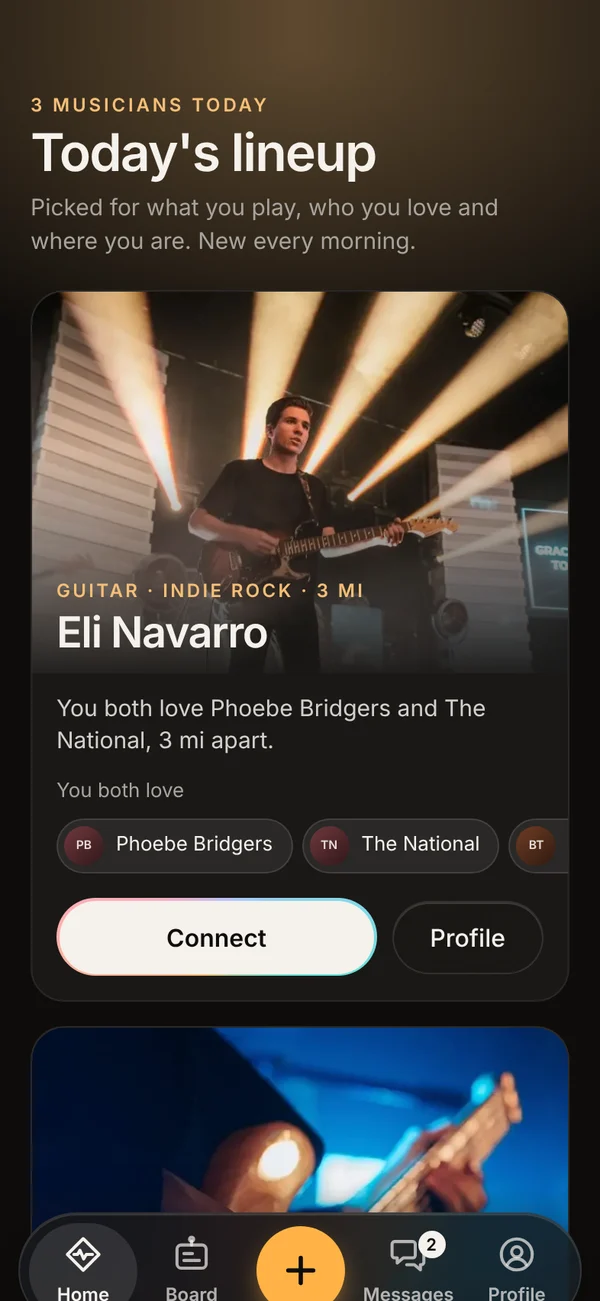 3 MUSICIANS TODAY
Today's lineup
Picked for what you play, who you love and
where you are. New every morning.
GRAC
TO
GUITAR · INDIE ROCK · 3 MI
Eli Navarro
You both love Phoebe Bridgers and The
National, 3 mi apart.
You both love
PB Phoebe Bridgers TN The National BT
Connect Profile
2
Home Board Messages Profile